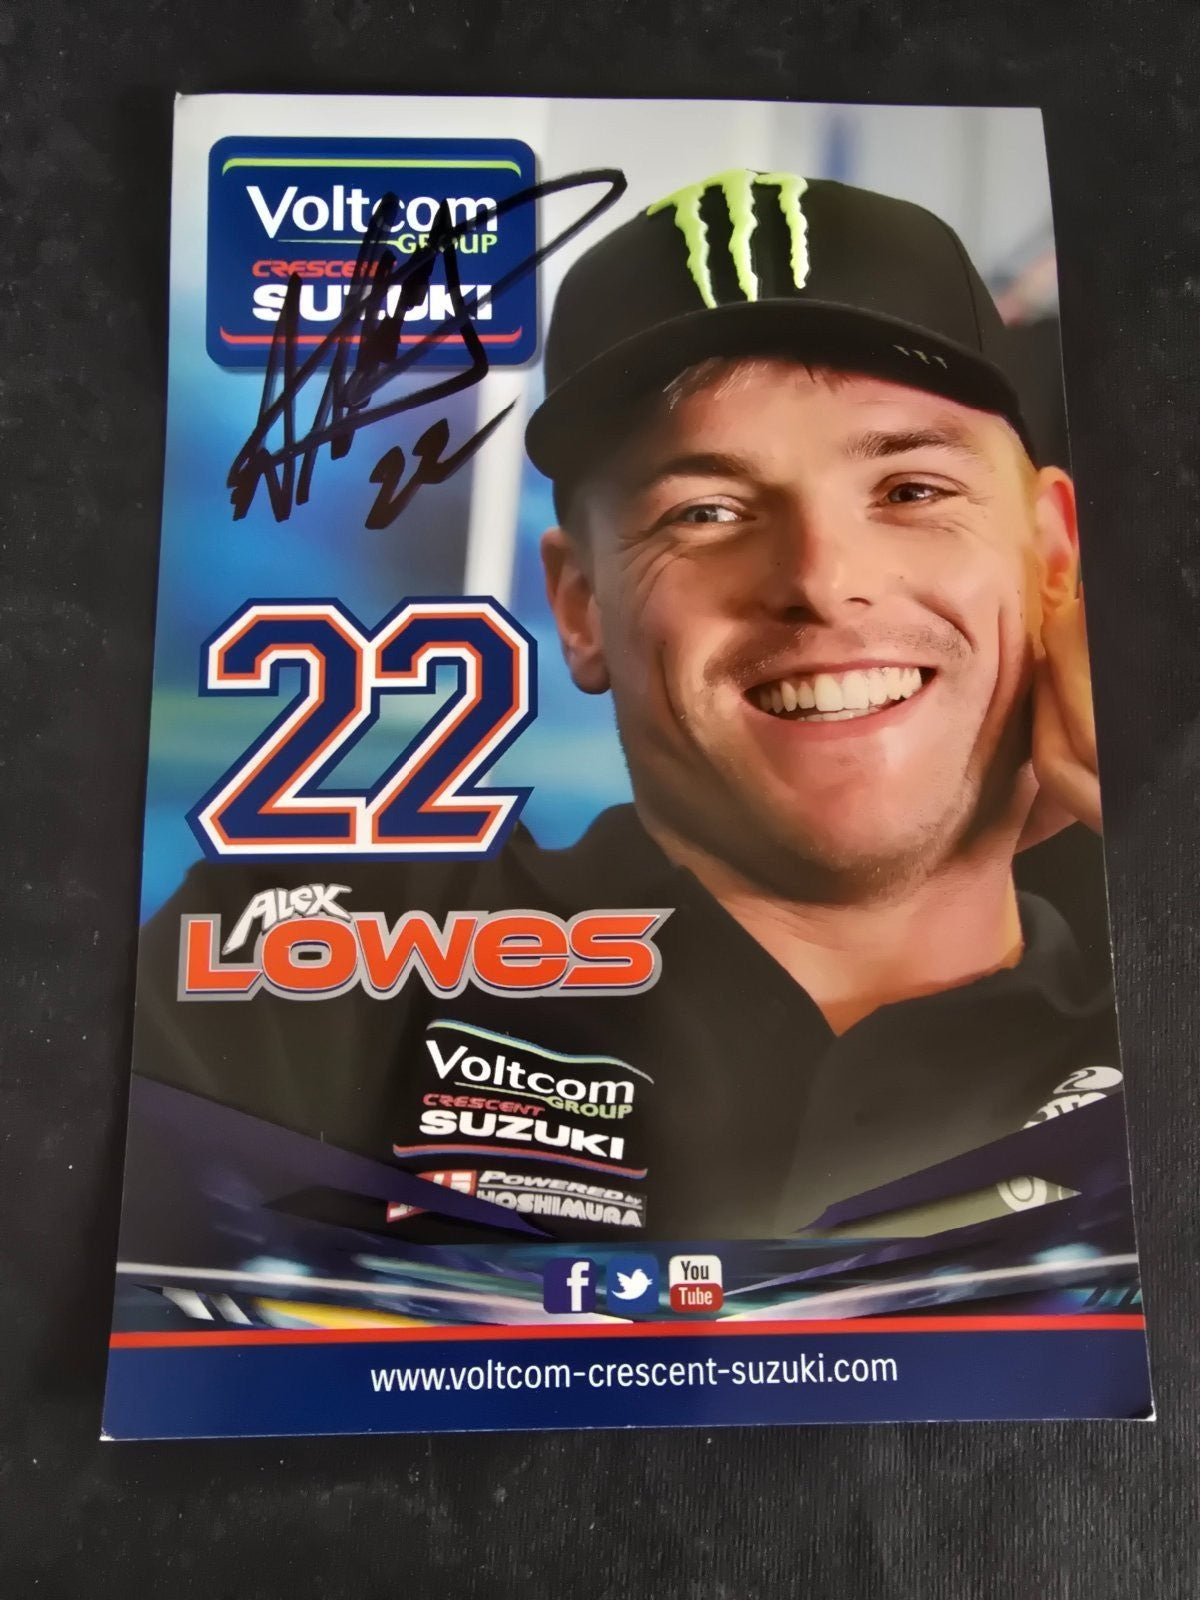 Voltcom
GROUP
CRESCENT
SUZUKI
22
22
ALEX
LOWES
Voltcom
GROUP
CRESCENT
SUZUKI
POWERED by
YOSHIMURA
f
You
Tube
www.voltcom-crescent-suzuki.com